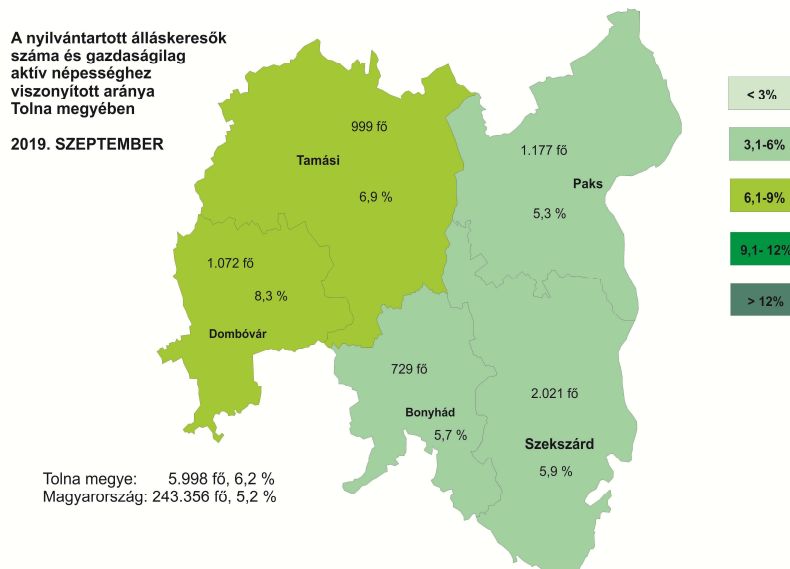 A nyilvántartott álláskeresők
száma és gazdaságilag
aktív népességhez
viszonyított aránya
Tolna megyében
2019. SZEPTEMBER
999 fő
Tamási
6,9 %
1.177 fő
Paks
5,3 %
1.072 fő
8,3 %
Dombóvár
729 fő
Bonyhád
5,7 %
2.021 fő
Szekszárd
5,9 %
< 3%
3,1-6%
6,1-9%
9,1- 12%
> 12%
Tolna megye: 5.998 fő, 6,2 %
Magyarország: 243.356 fő, 5,2 %